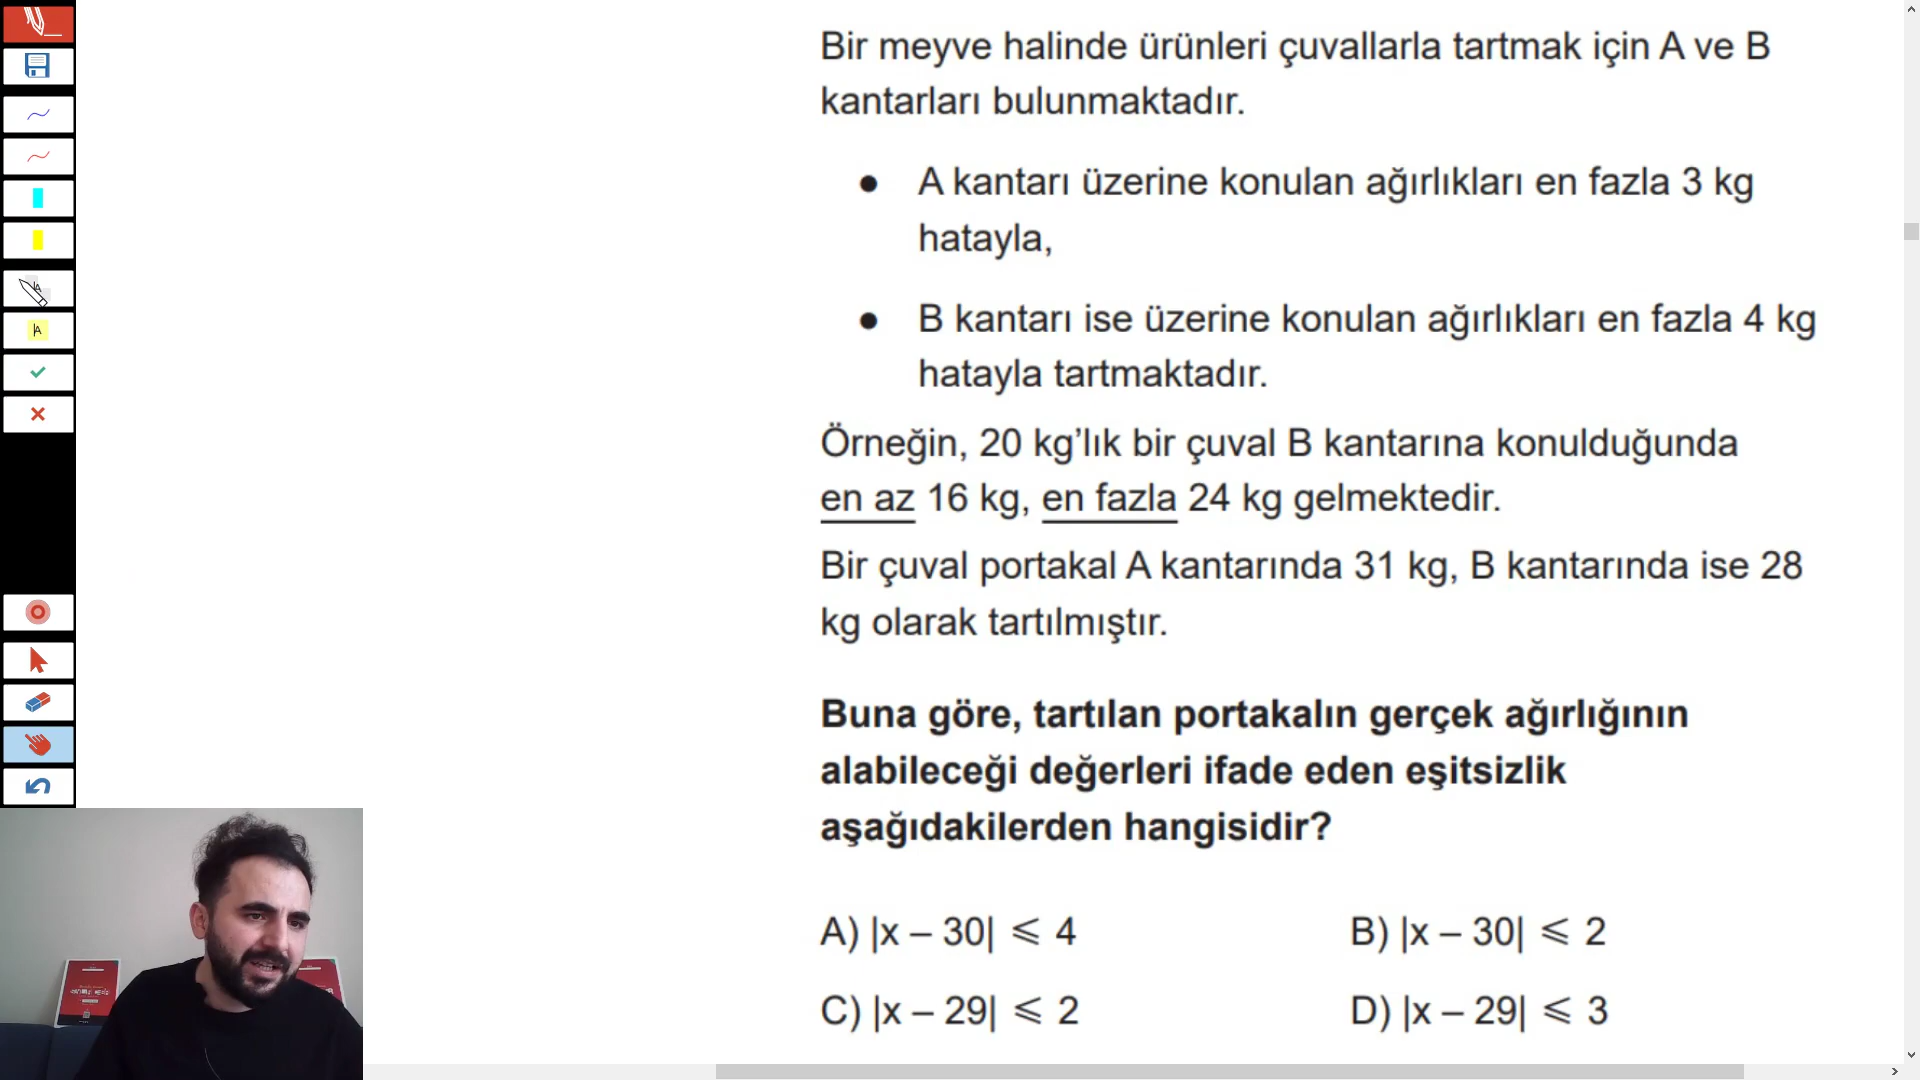 Bir meyve halinde ürünleri çuvallarla tartmak için A ve B
kantarları bulunmaktadır.
● A kantarı üzerine konulan ağırlıkları en fazla 3 kg
hatayla,
● B kantarı ise üzerine konulan ağırlıkları en fazla 4 kg
hatayla tartmaktadır.
Örneğin, 20 kg’lık bir çuval B kantarına konulduğunda
en az 16 kg, en fazla 24 kg gelmektedir.
Bir çuval portakal A kantarında 31 kg, B kantarında ise 28
kg olarak tartılmıştır.
Buna göre, tartılan portakalın gerçek ağırlığının
alabileceği değerleri ifade eden eşitsizlik
aşağıdakilerden hangisidir?
A) |x – 30| ⩽ 4 B) |x – 30| ⩽ 2
C) |x – 29| ⩽ 2 D) |x – 29| ⩽ 3